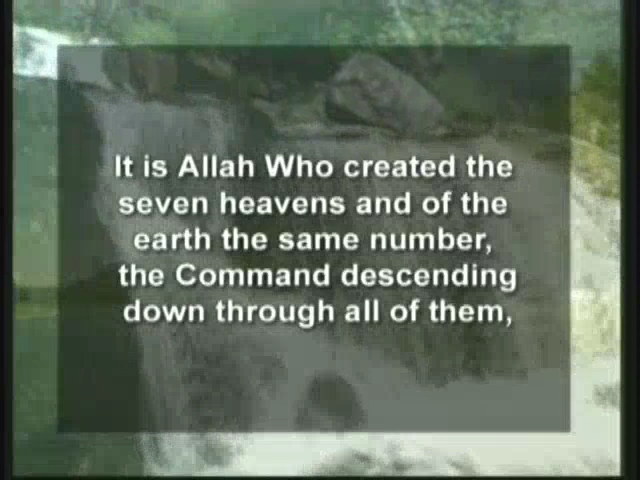 It is Allah Who created the
seven heavens and of the
earth the same number,
the Command descending
down through all of them,